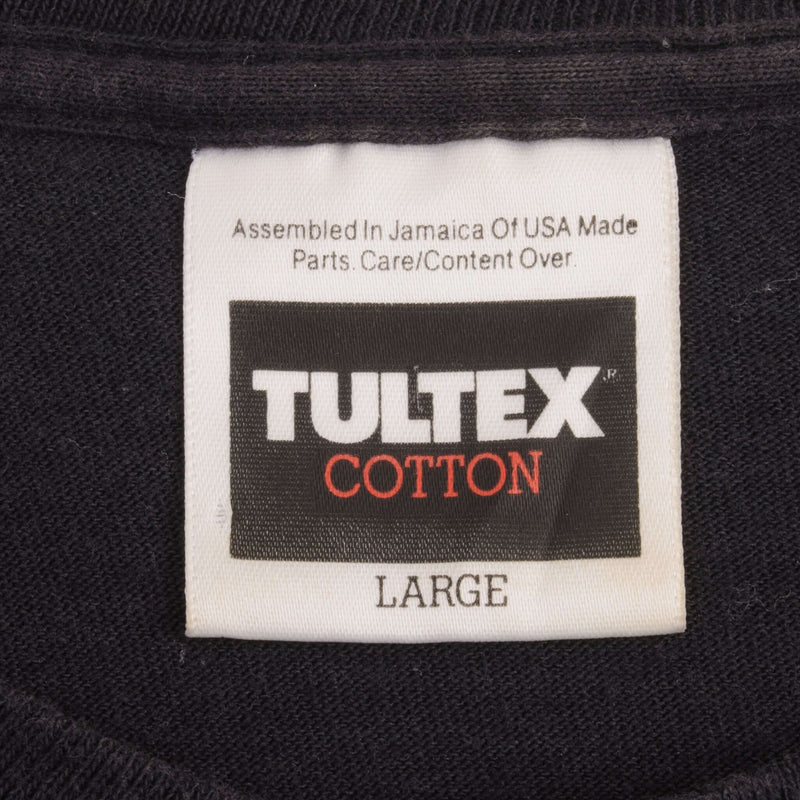 Assembled In Jamaica Of USA Made
Parts. Care/Content Over.
TULTEX®
COTTON
LARGE